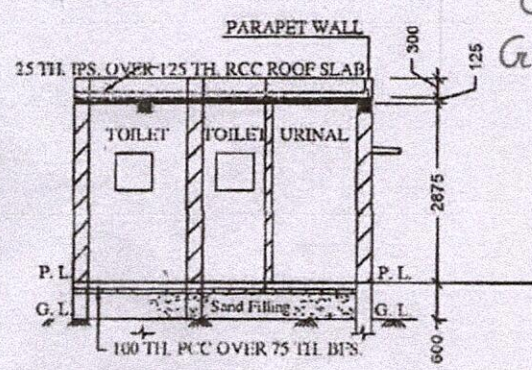 PARAPET WALL
25 TH. IPS. OVER 125 TH. RCC ROOF SLAB
300
125
TOILET
TOILET
URINAL
2875
P. L.
P. L.
G. L.
Sand Filling
G. L.
600
100 TH. PCC OVER 75 TH. BFS.